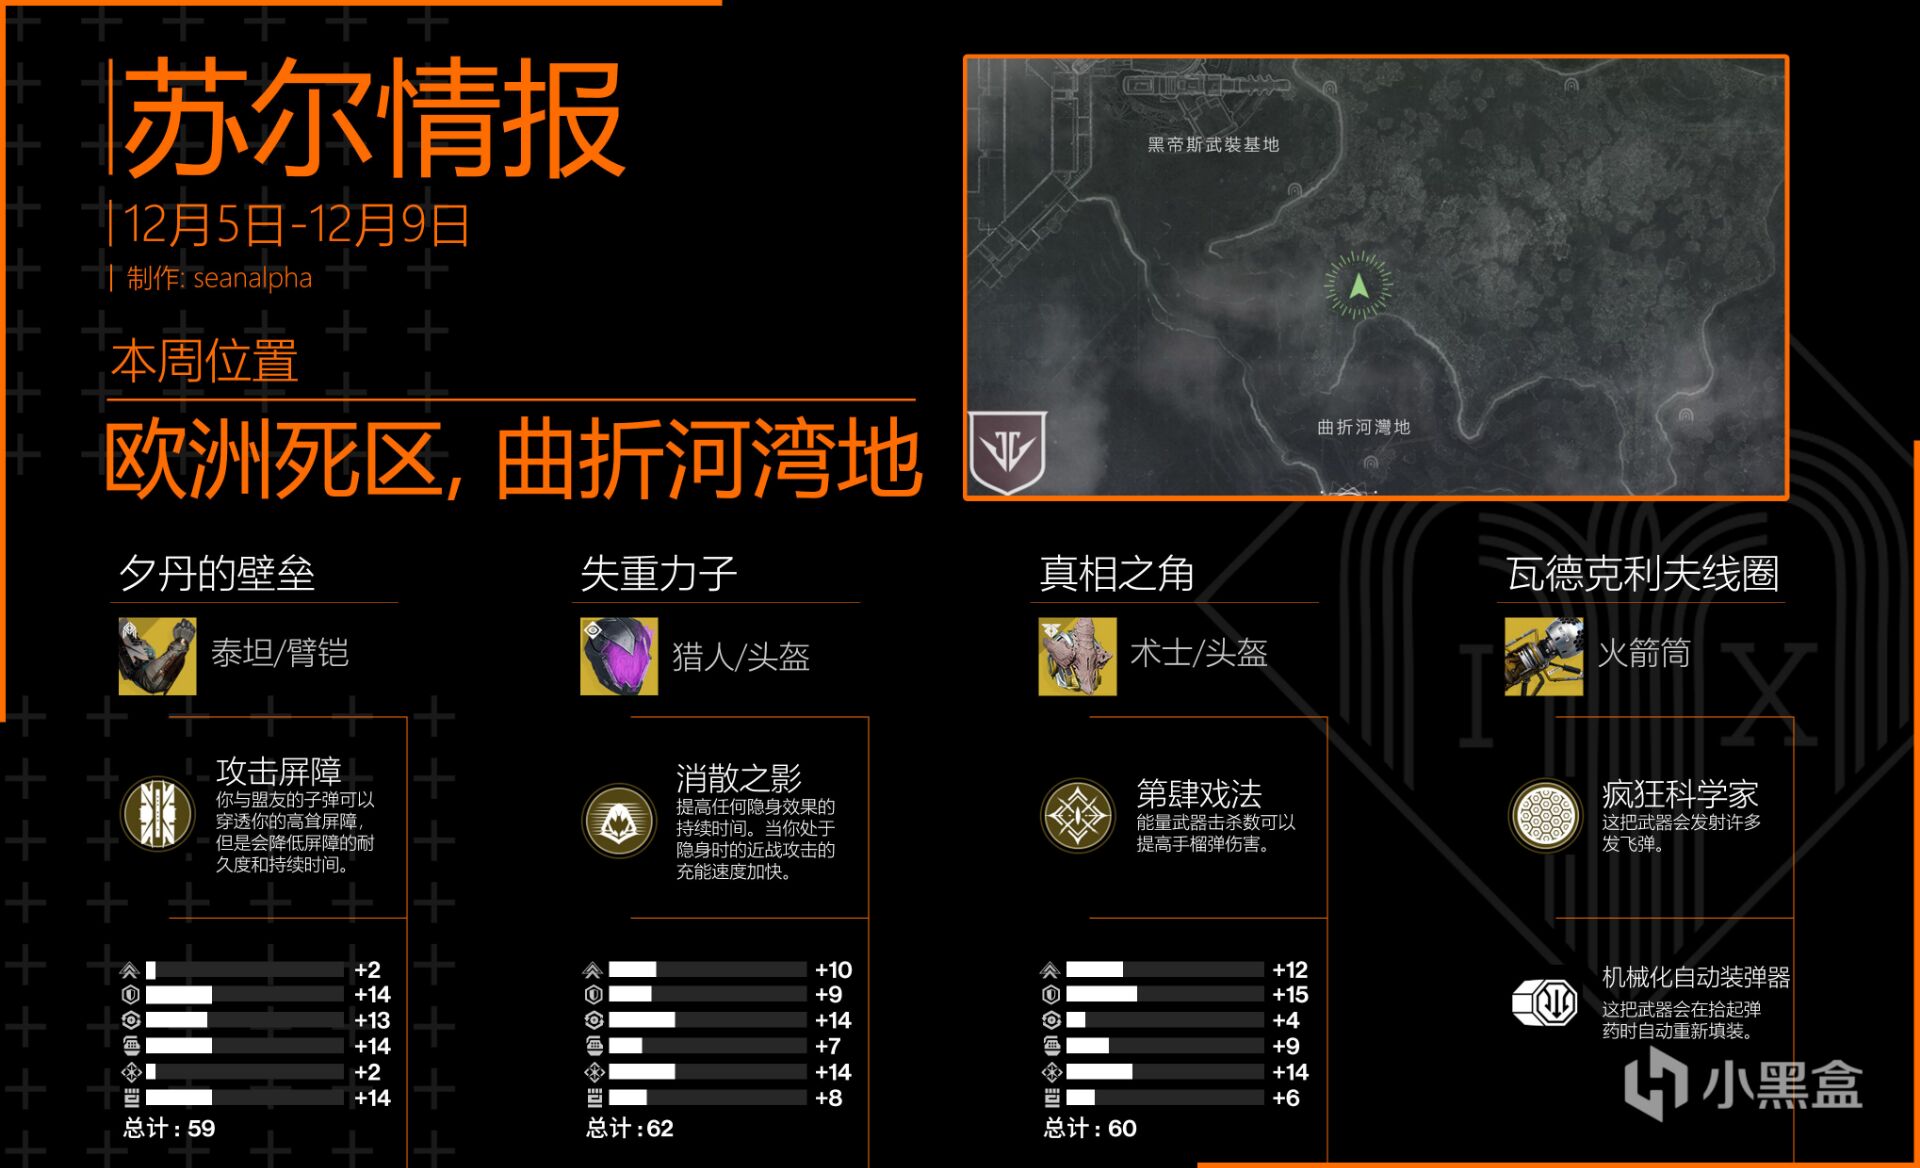 苏尔情报
12月5日-12月9日
制作: seanalpha
本周位置
欧洲死区, 曲折河湾地
黑帝斯武裝基地
曲折河灣地
夕丹的壁垒
泰坦/臂铠
攻击屏障
你与盟友的子弹可以
穿透你的高耸屏障,
但是会降低屏障的耐
久度和持续时间。
+2
+14
+13
+14
+2
+14
总计 : 59
失重力子
猎人/头盔
消散之影
提高任何隐身效果的
持续时间。当你处于
隐身时的近战攻击的
充能速度加快。
+10
+9
+14
+7
+14
+8
总计 :62
真相之角
术士/头盔
第肆戏法
能量武器击杀数可以
提高手榴弹伤害。
+12
+15
+4
+9
+14
+6
总计 : 60
瓦德克利夫线圈
火箭筒
疯狂科学家
这把武器会发射许多
发飞弹。
机械化自动装弹器
这把武器会在拾起弹
药时自动重新填装。
IX
小黑盒